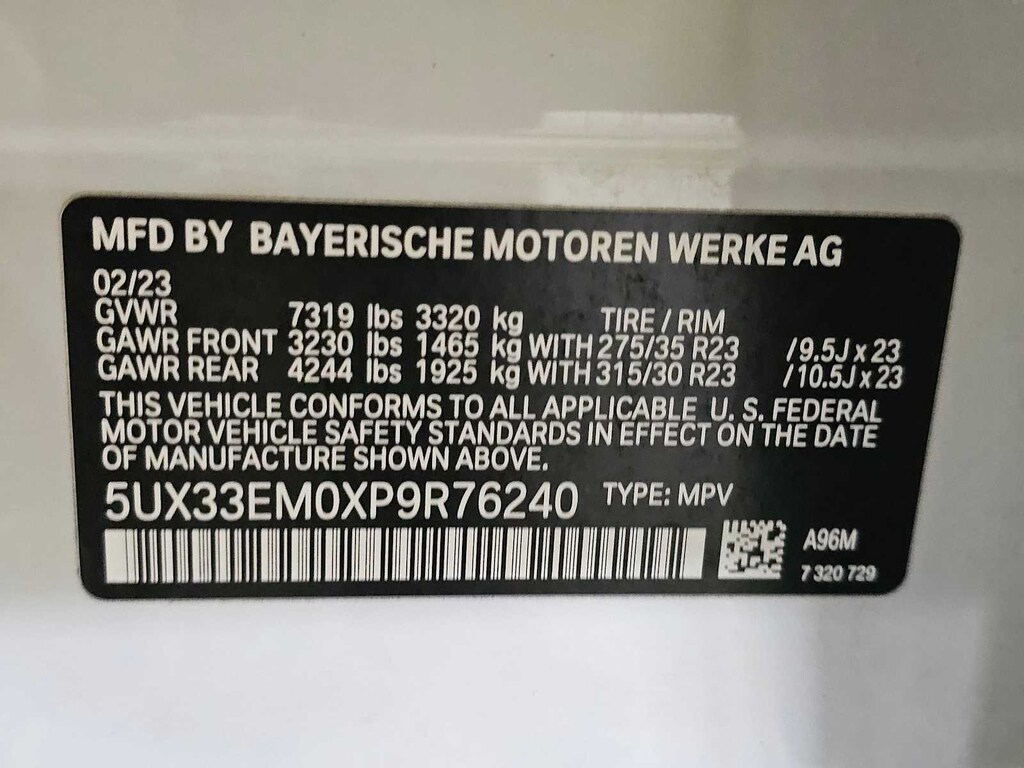 MFD BY BAYERISCHE MOTOREN WERKE AG
02/23
GVWR 7319 lbs 3320 kg TIRE / RIM
GAWR FRONT 3230 lbs 1465 kg WITH 275/35 R23 /9.5J x 23
GAWR REAR 4244 lbs 1925 kg WITH 315/30 R23 /10.5J x 23
THIS VEHICLE CONFORMS TO ALL APPLICABLE U. S. FEDERAL
MOTOR VEHICLE SAFETY STANDARDS IN EFFECT ON THE DATE
OF MANUFACTURE SHOWN ABOVE.
5UX33EM0XP9R76240 TYPE: MPV
A96M
7 320 729